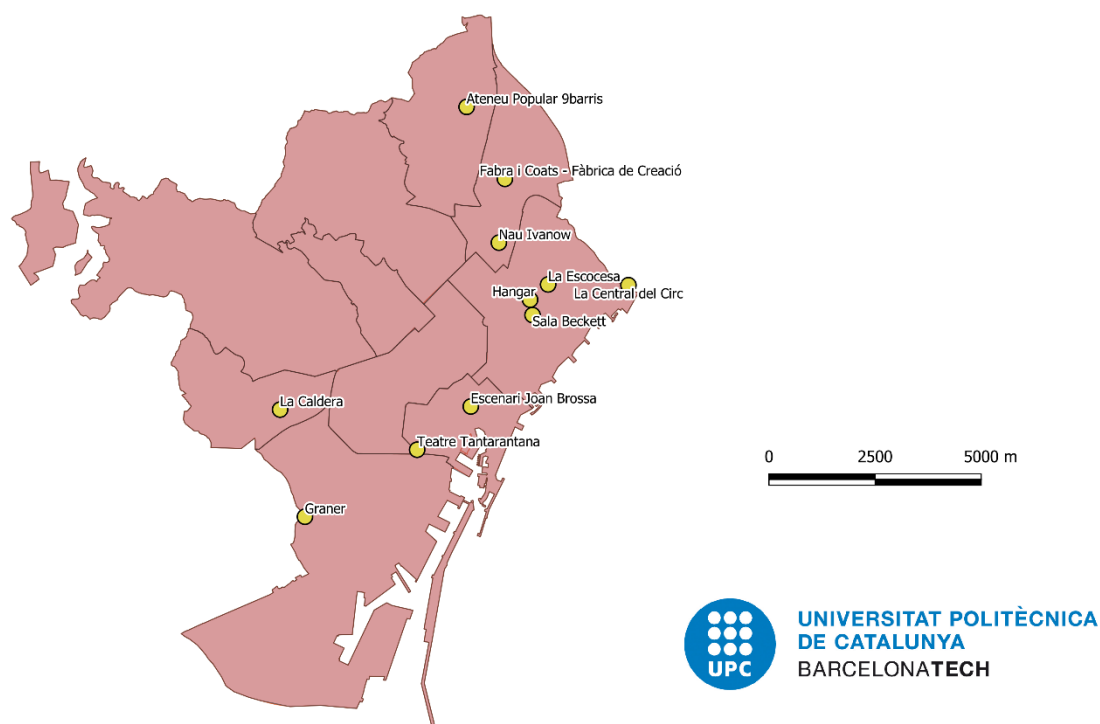 Ateneu Popular 9barris
Fabra i Coats - Fàbrica de Creació
Nau Ivanow
La Escocesa
Hangar
La Central del Circ
Sala Beckett
La Caldera
Escenari Joan Brossa
Teatre Tantarantana
Graner
0 2500 5000 m
UPC
UNIVERSITAT POLITÈCNICA
DE CATALUNYA
BARCELONATECH